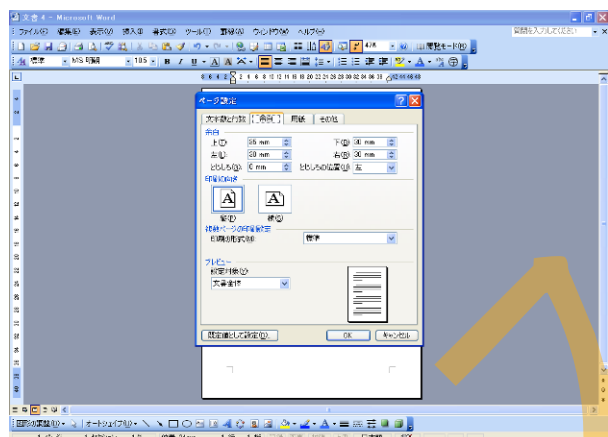 文書 4 - Microsoft Word
ファイル(F) 編集(E) 表示(V) 挿入(I) 書式(O) ツール(T) 罫線(A) ウィンドウ(W) ヘルプ(H)
質問を入力してください
47% 閲覧モード(R)
標準 MS 明朝 10.5
ページ設定
文字数と行数 余白 用紙 その他
余白
上(T): 35 mm 下(B): 30 mm
左(L): 30 mm 右(R): 30 mm
とじしろ(G): 0 mm とじしろの位置(U): 左
印刷の向き
縦(P) 横(S)
複数ページの印刷設定
印刷の形式(M): 標準
プレビュー
設定対象(Y):
文書全体
既定値として設定(D)... OK キャンセル
図形の調整(D) オートシェイプ(U)